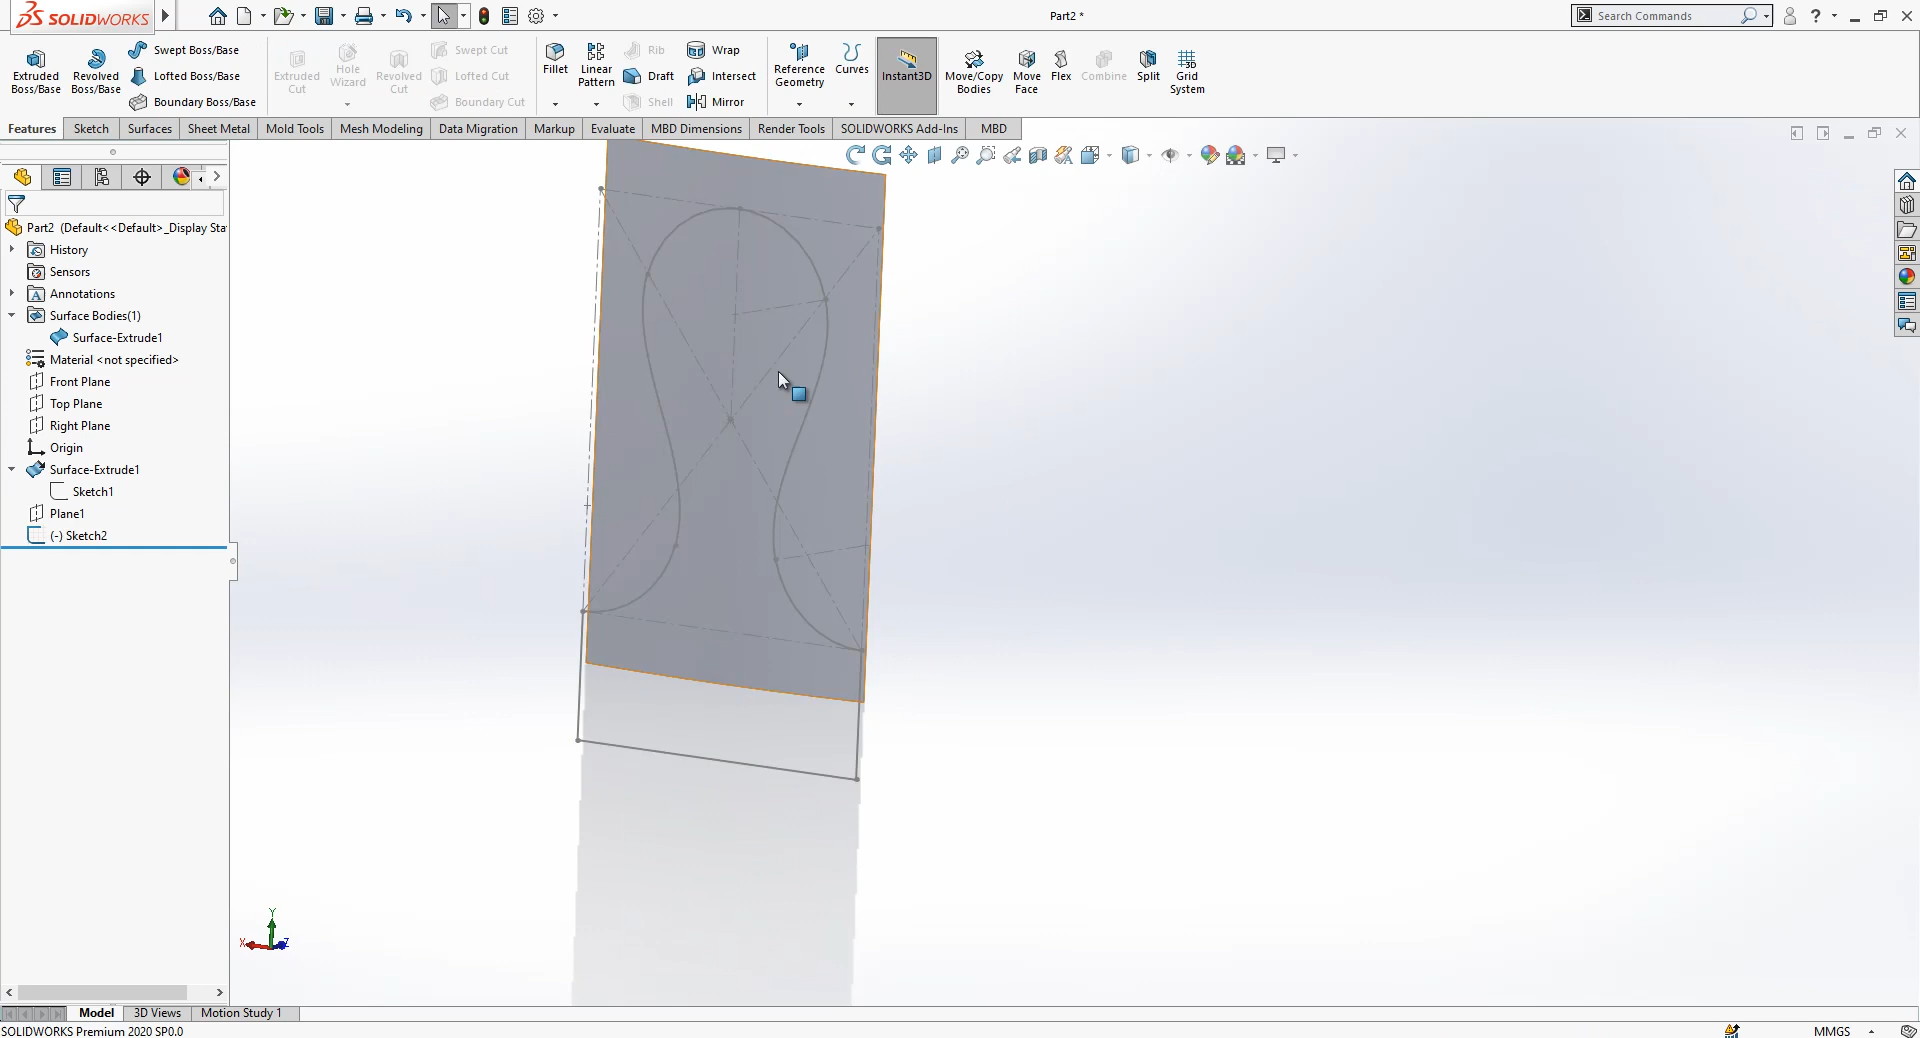 SOLIDWORKS
Part2 *
Search Commands
Extruded Boss/Base
Revolved Boss/Base
Swept Boss/Base
Lofted Boss/Base
Boundary Boss/Base
Extruded Cut
Hole Wizard
Revolved Cut
Swept Cut
Lofted Cut
Boundary Cut
Fillet
Linear Pattern
Rib
Draft
Shell
Wrap
Intersect
Mirror
Reference Geometry
Curves
Instant3D
Move/Copy Bodies
Move Face
Flex
Combine
Split
Grid System
Features
Sketch
Surfaces
Sheet Metal
Mold Tools
Mesh Modeling
Data Migration
Markup
Evaluate
MBD Dimensions
Render Tools
SOLIDWORKS Add-Ins
MBD
Part2 (Default<<Default>_Display Sta
History
Sensors
Annotations
Surface Bodies(1)
Surface-Extrude1
Material <not specified>
Front Plane
Top Plane
Right Plane
Origin
Surface-Extrude1
Sketch1
Plane1
(-) Sketch2
Y
X
Z
Model
3D Views
Motion Study 1
SOLIDWORKS Premium 2020 SP0.0
MMGS